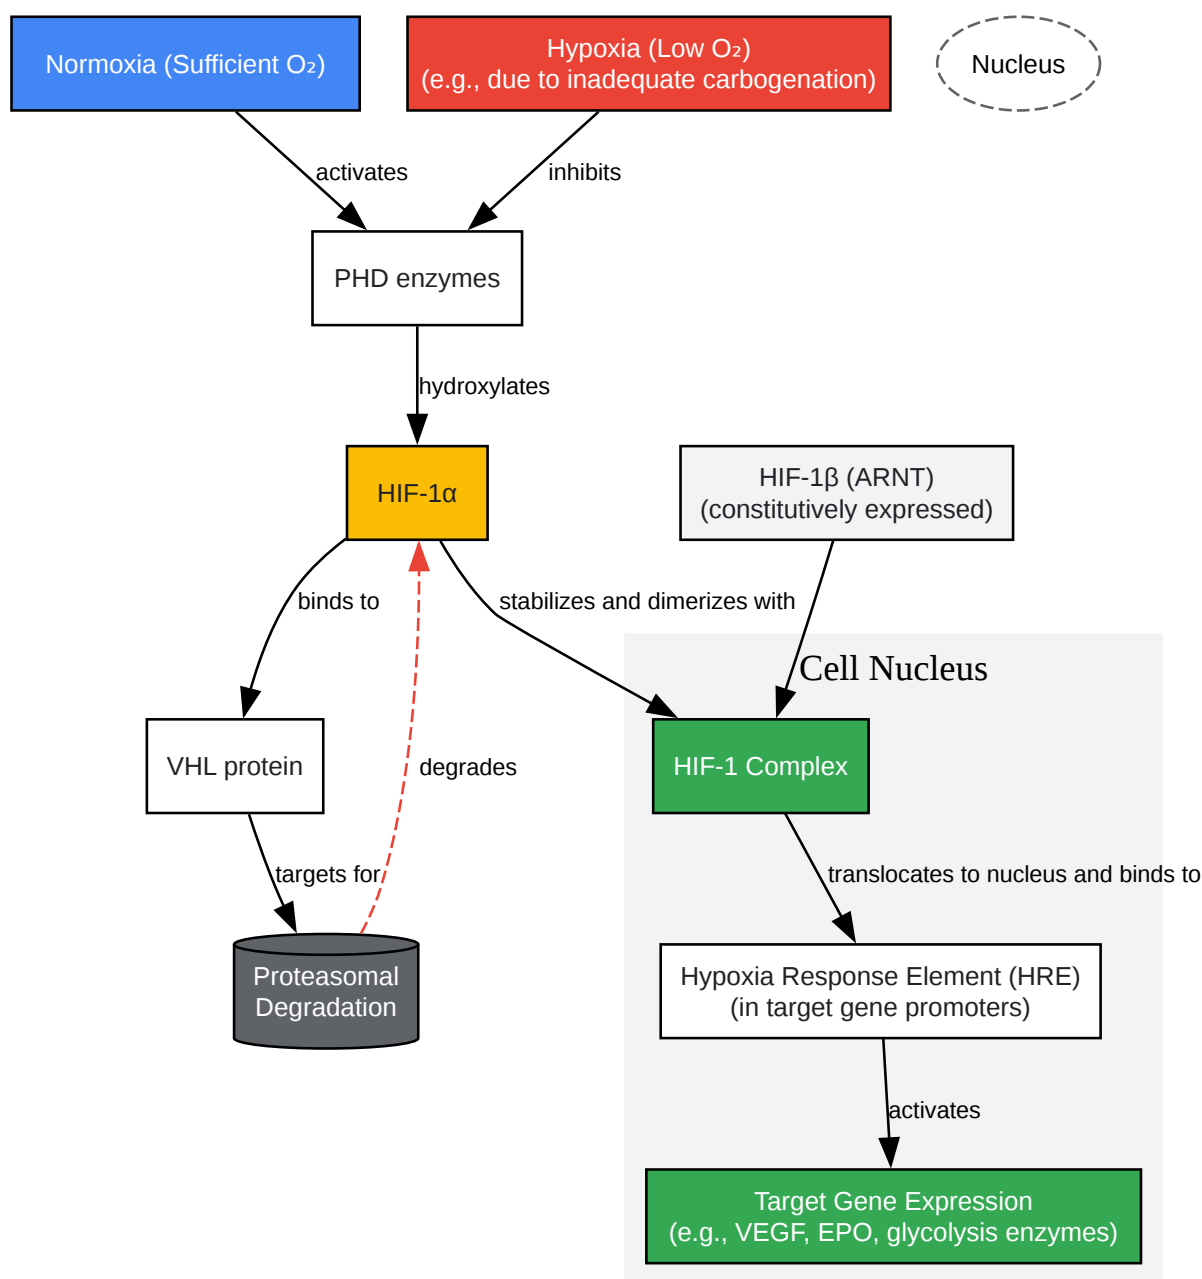 Normoxia (Sufficient O₂)
Hypoxia (Low O₂)
(e.g., due to inadequate carbogenation)
Nucleus
activates
inhibits
PHD enzymes
hydroxylates
HIF-1α
HIF-1β (ARNT)
(constitutively expressed)
binds to
stabilizes and dimerizes with
Cell Nucleus
VHL protein
degrades
HIF-1 Complex
targets for
translocates to nucleus and binds to
Proteasomal
Degradation
Hypoxia Response Element (HRE)
(in target gene promoters)
activates
Target Gene Expression
(e.g., VEGF, EPO, glycolysis enzymes)